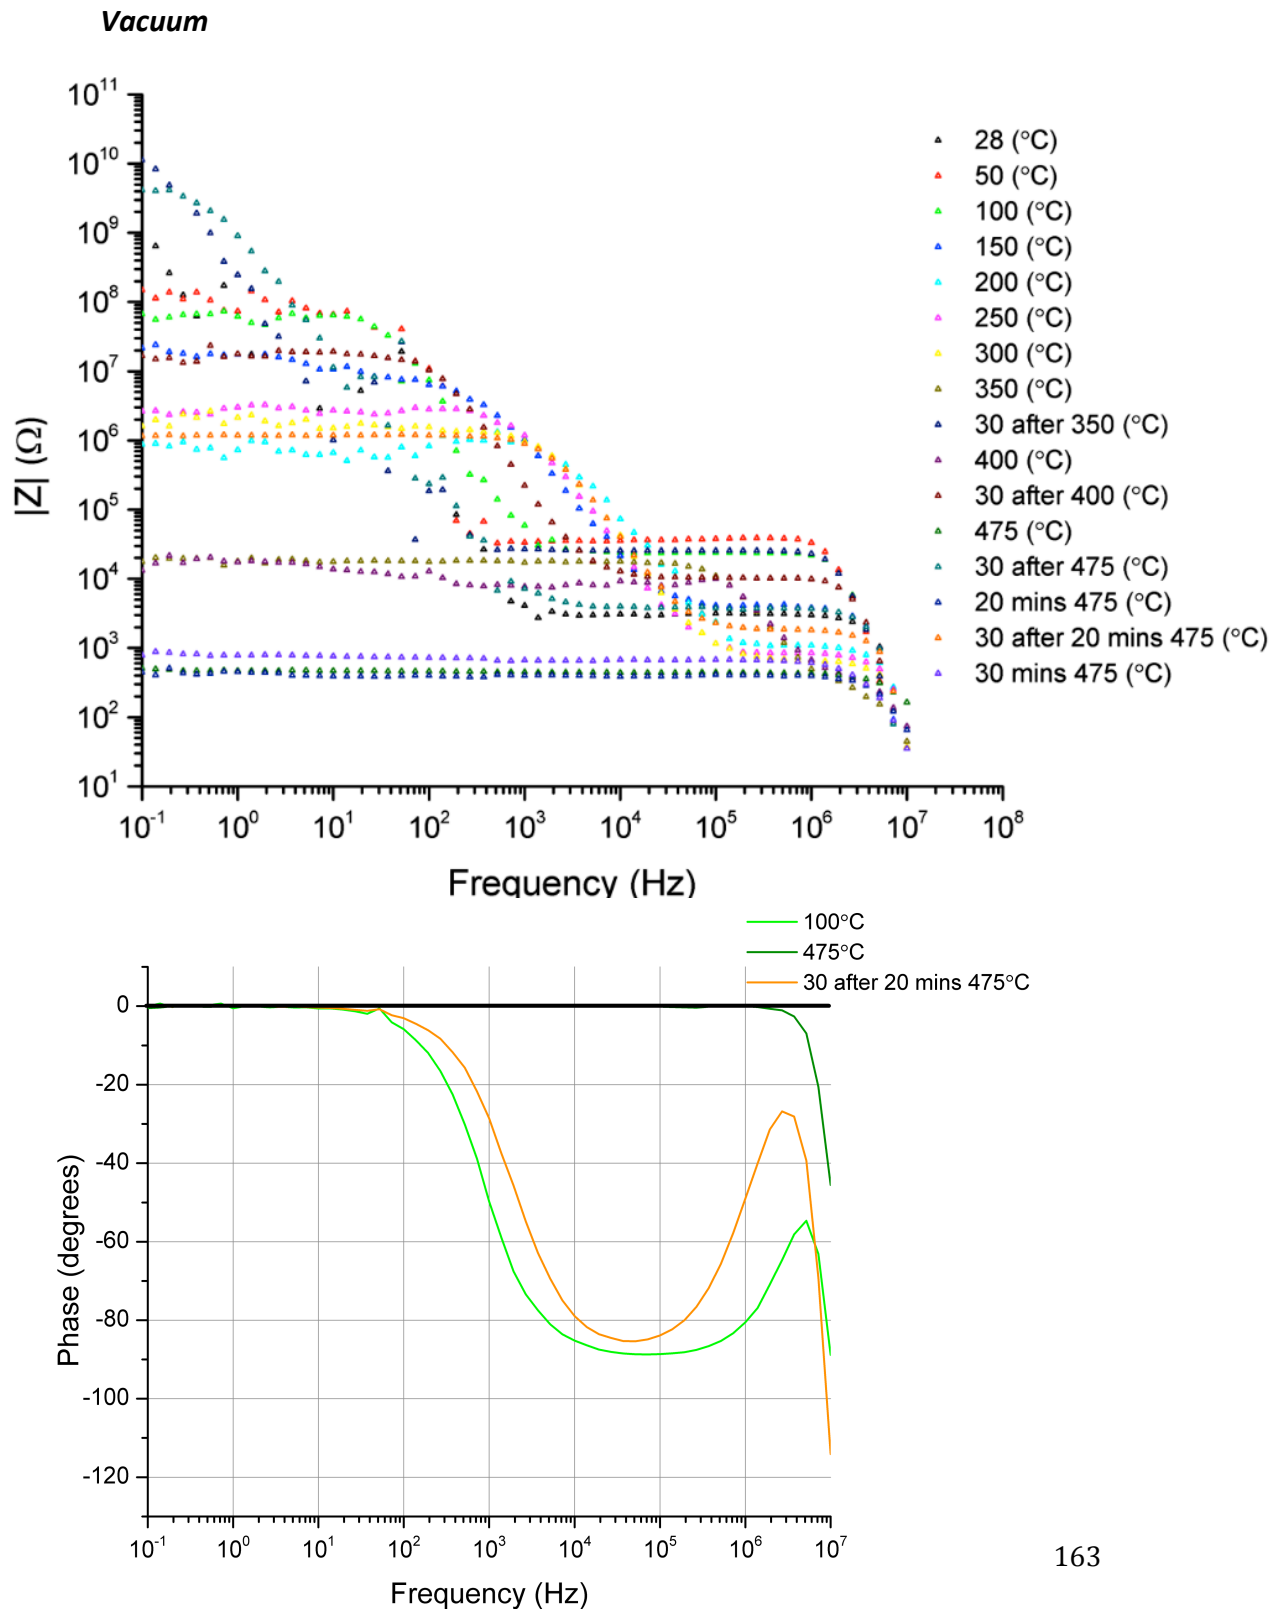 Vacuum
10^11
10^10
10^9
10^8
10^7
10^6
10^5
10^4
10^3
10^2
10^1
|Z| (Ω)
10^-1 10^0 10^1 10^2 10^3 10^4 10^5 10^6 10^7 10^8
Frequency (Hz)
28 (°C)
50 (°C)
100 (°C)
150 (°C)
200 (°C)
250 (°C)
300 (°C)
350 (°C)
30 after 350 (°C)
400 (°C)
30 after 400 (°C)
475 (°C)
30 after 475 (°C)
20 mins 475 (°C)
30 after 20 mins 475 (°C)
30 mins 475 (°C)
100°C
475°C
30 after 20 mins 475°C
0
-20
-40
-60
-80
-100
-120
Phase (degrees)
10^-1 10^0 10^1 10^2 10^3 10^4 10^5 10^6 10^7
Frequency (Hz)
163